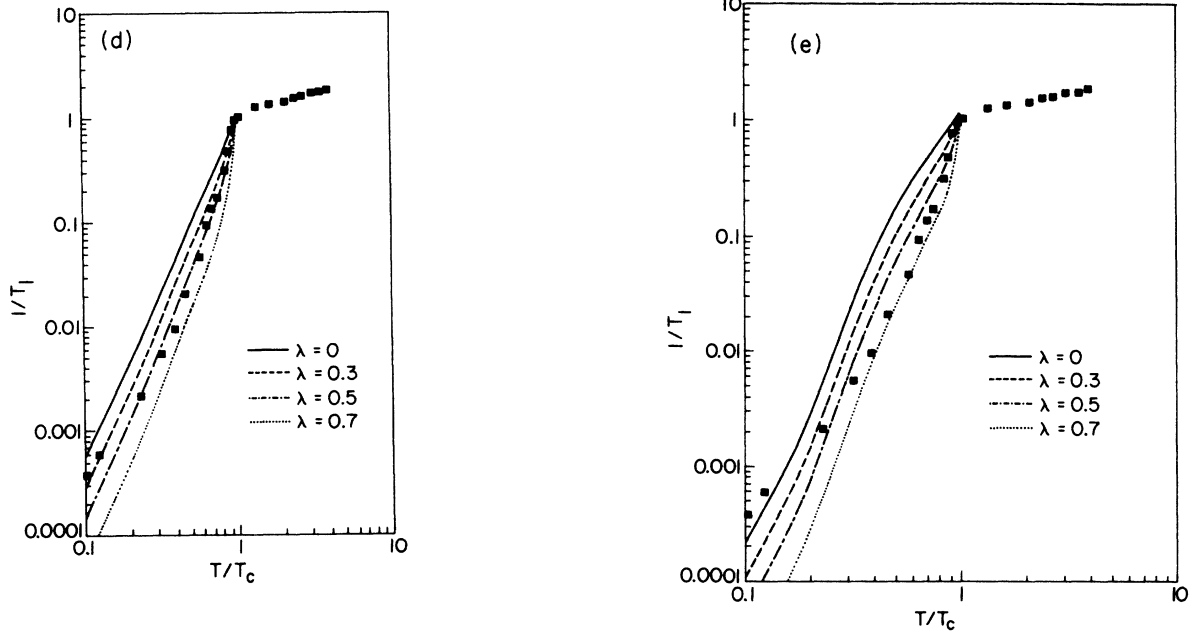 (d)
10
1
0.1
0.01
0.001
0.0001
1/T₁
λ = 0
λ = 0.3
λ = 0.5
λ = 0.7
0.1
1
10
T/Tc
(e)
10
1
0.1
0.01
0.001
0.0001
1/T₁
λ = 0
λ = 0.3
λ = 0.5
λ = 0.7
0.1
1
10
T/Tc